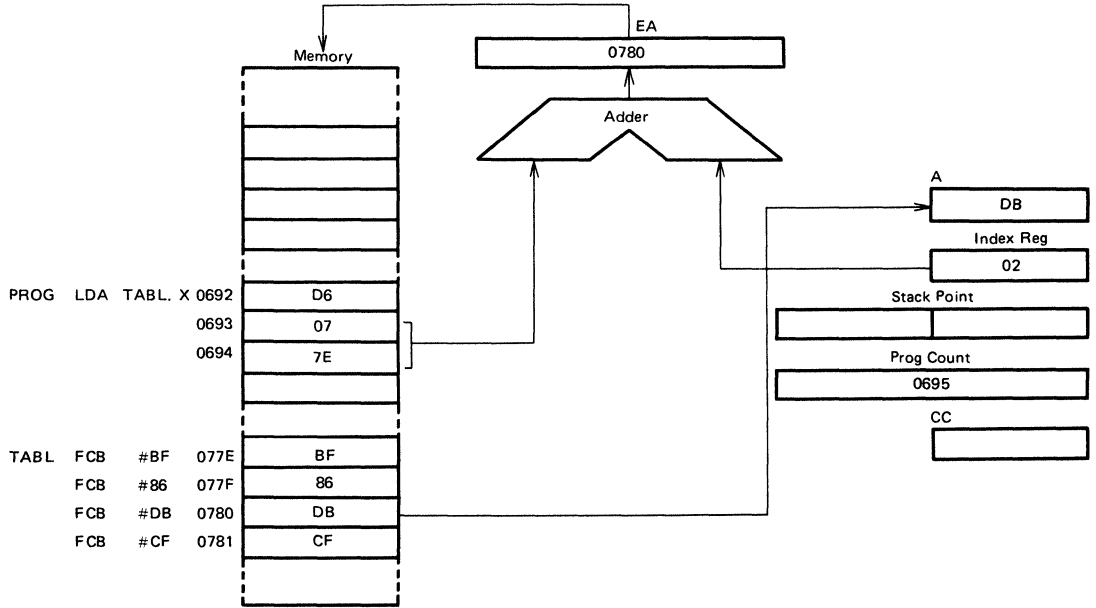 EA
0780
Memory
Adder
A
DB
Index Reg
02
Stack Point
Prog Count
0695
CC
PROG LDA TABL. X 0692 D6
0693 07
0694 7E
TABL FCB #BF 077E BF
FCB #86 077F 86
FCB #DB 0780 DB
FCB #CF 0781 CF